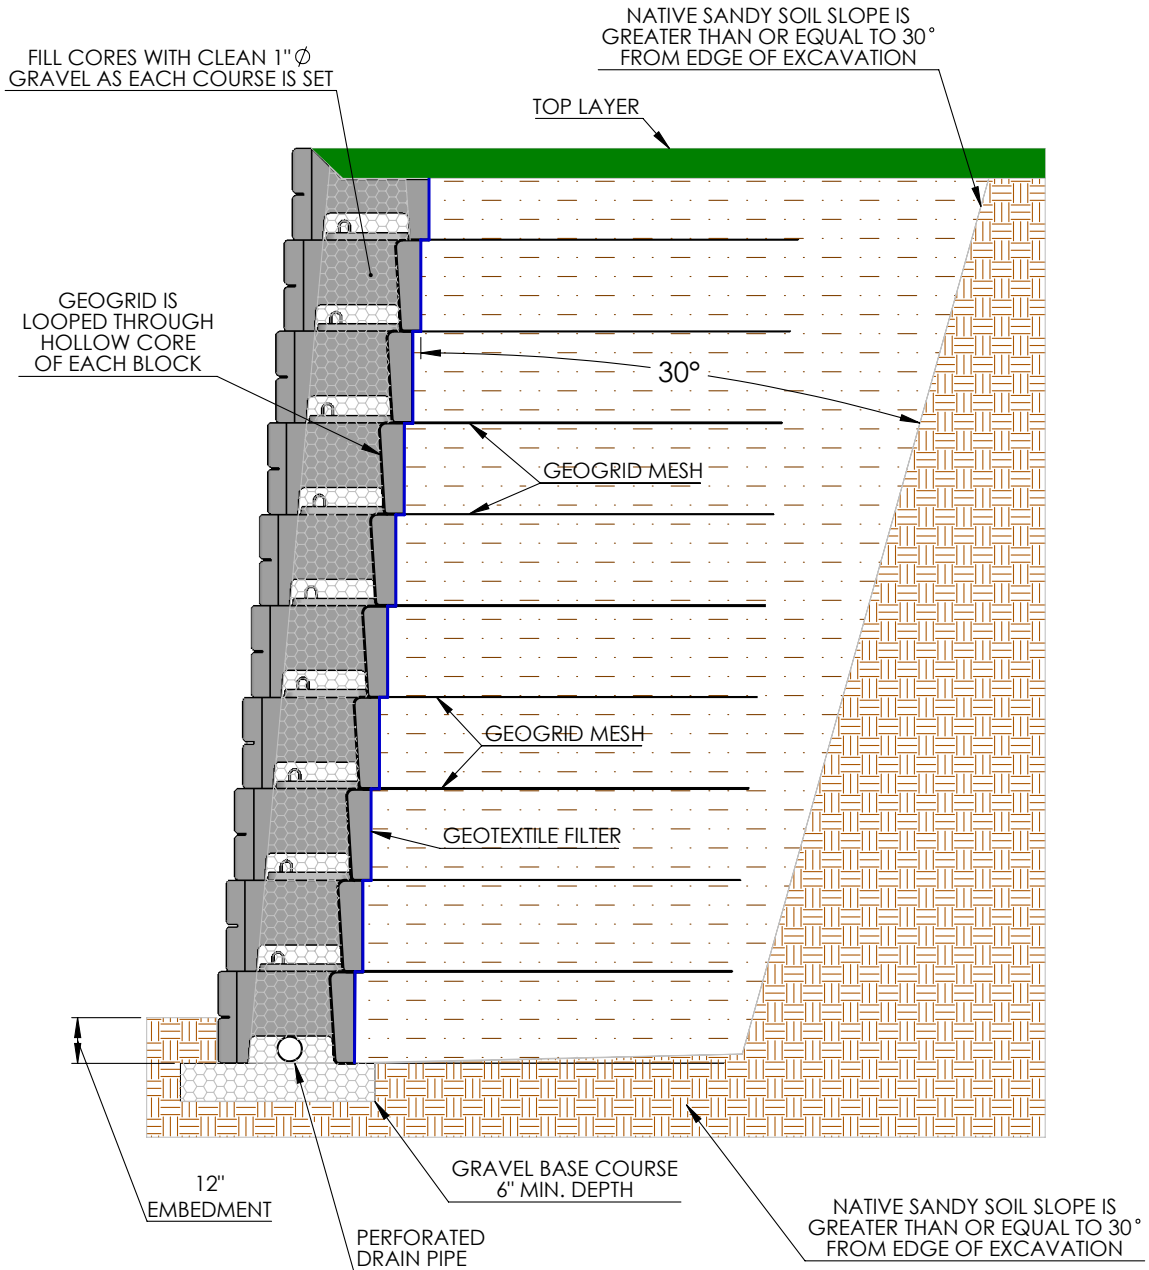 NATIVE SANDY SOIL SLOPE IS
GREATER THAN OR EQUAL TO 30°
FROM EDGE OF EXCAVATION
FILL CORES WITH CLEAN 1" Ø
GRAVEL AS EACH COURSE IS SET
TOP LAYER
GEOGRID IS
LOOPED THROUGH
HOLLOW CORE
OF EACH BLOCK
30°
GEOGRID MESH
GEOGRID MESH
GEOTEXTILE FILTER
12"
EMBEDMENT
GRAVEL BASE COURSE
6" MIN. DEPTH
PERFORATED
DRAIN PIPE
NATIVE SANDY SOIL SLOPE IS
GREATER THAN OR EQUAL TO 30°
FROM EDGE OF EXCAVATION